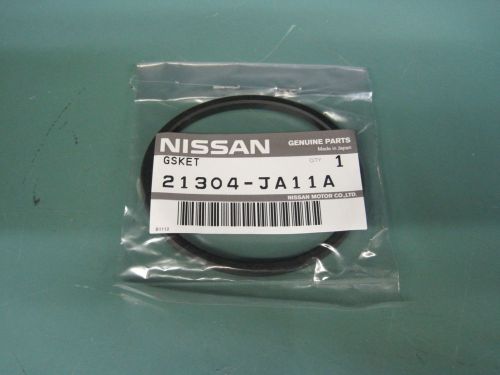 NISSAN
GENUINE PARTS
Made in Japan
GSKET
QTY 1
21304-JA11A
NISSAN MOTOR CO.,LTD.